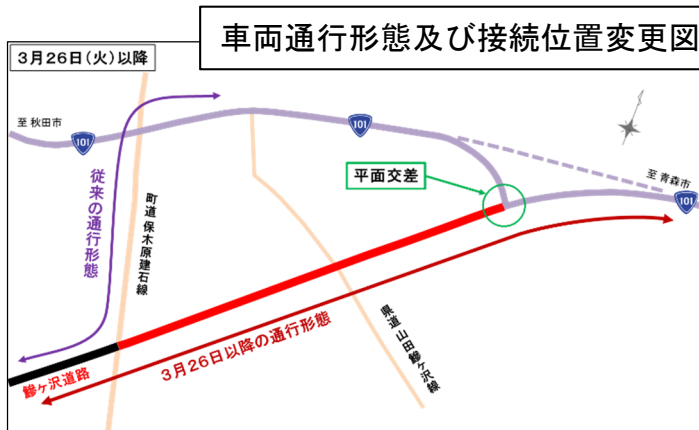 車両通行形態及び接続位置変更図
3月26日(火)以降
至 秋田市
101
101
至 青森市
101
平面交差
従来の通行形態
町道 保木原建石線
県道 山田鰺ヶ沢線
3月26日以降の通行形態
鰺ヶ沢道路